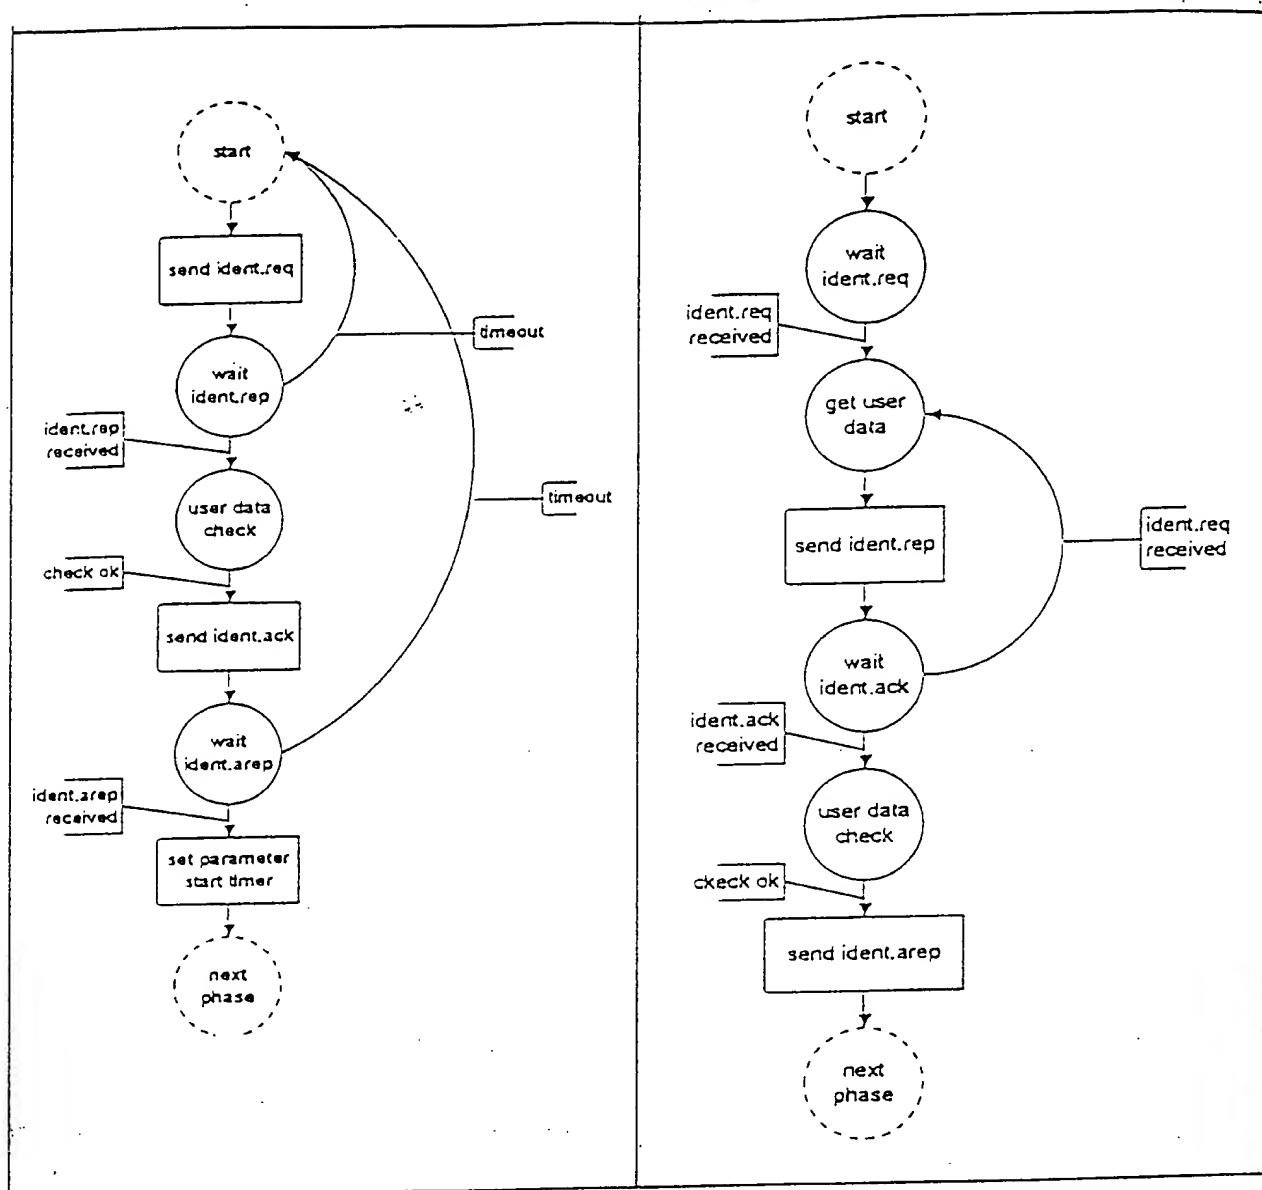 start
send ident.req
timeout
wait
ident.rep
ident.rep
received
timeout
user data
check
check ok
send ident.ack
wait
ident.arep
ident.arep
received
set parameter
start timer
next
phase
start
wait
ident.req
ident.req
received
get user
data
send ident.rep
ident.req
received
wait
ident.ack
ident.ack
received
user data
check
ckeck ok
send ident.arep
next
phase